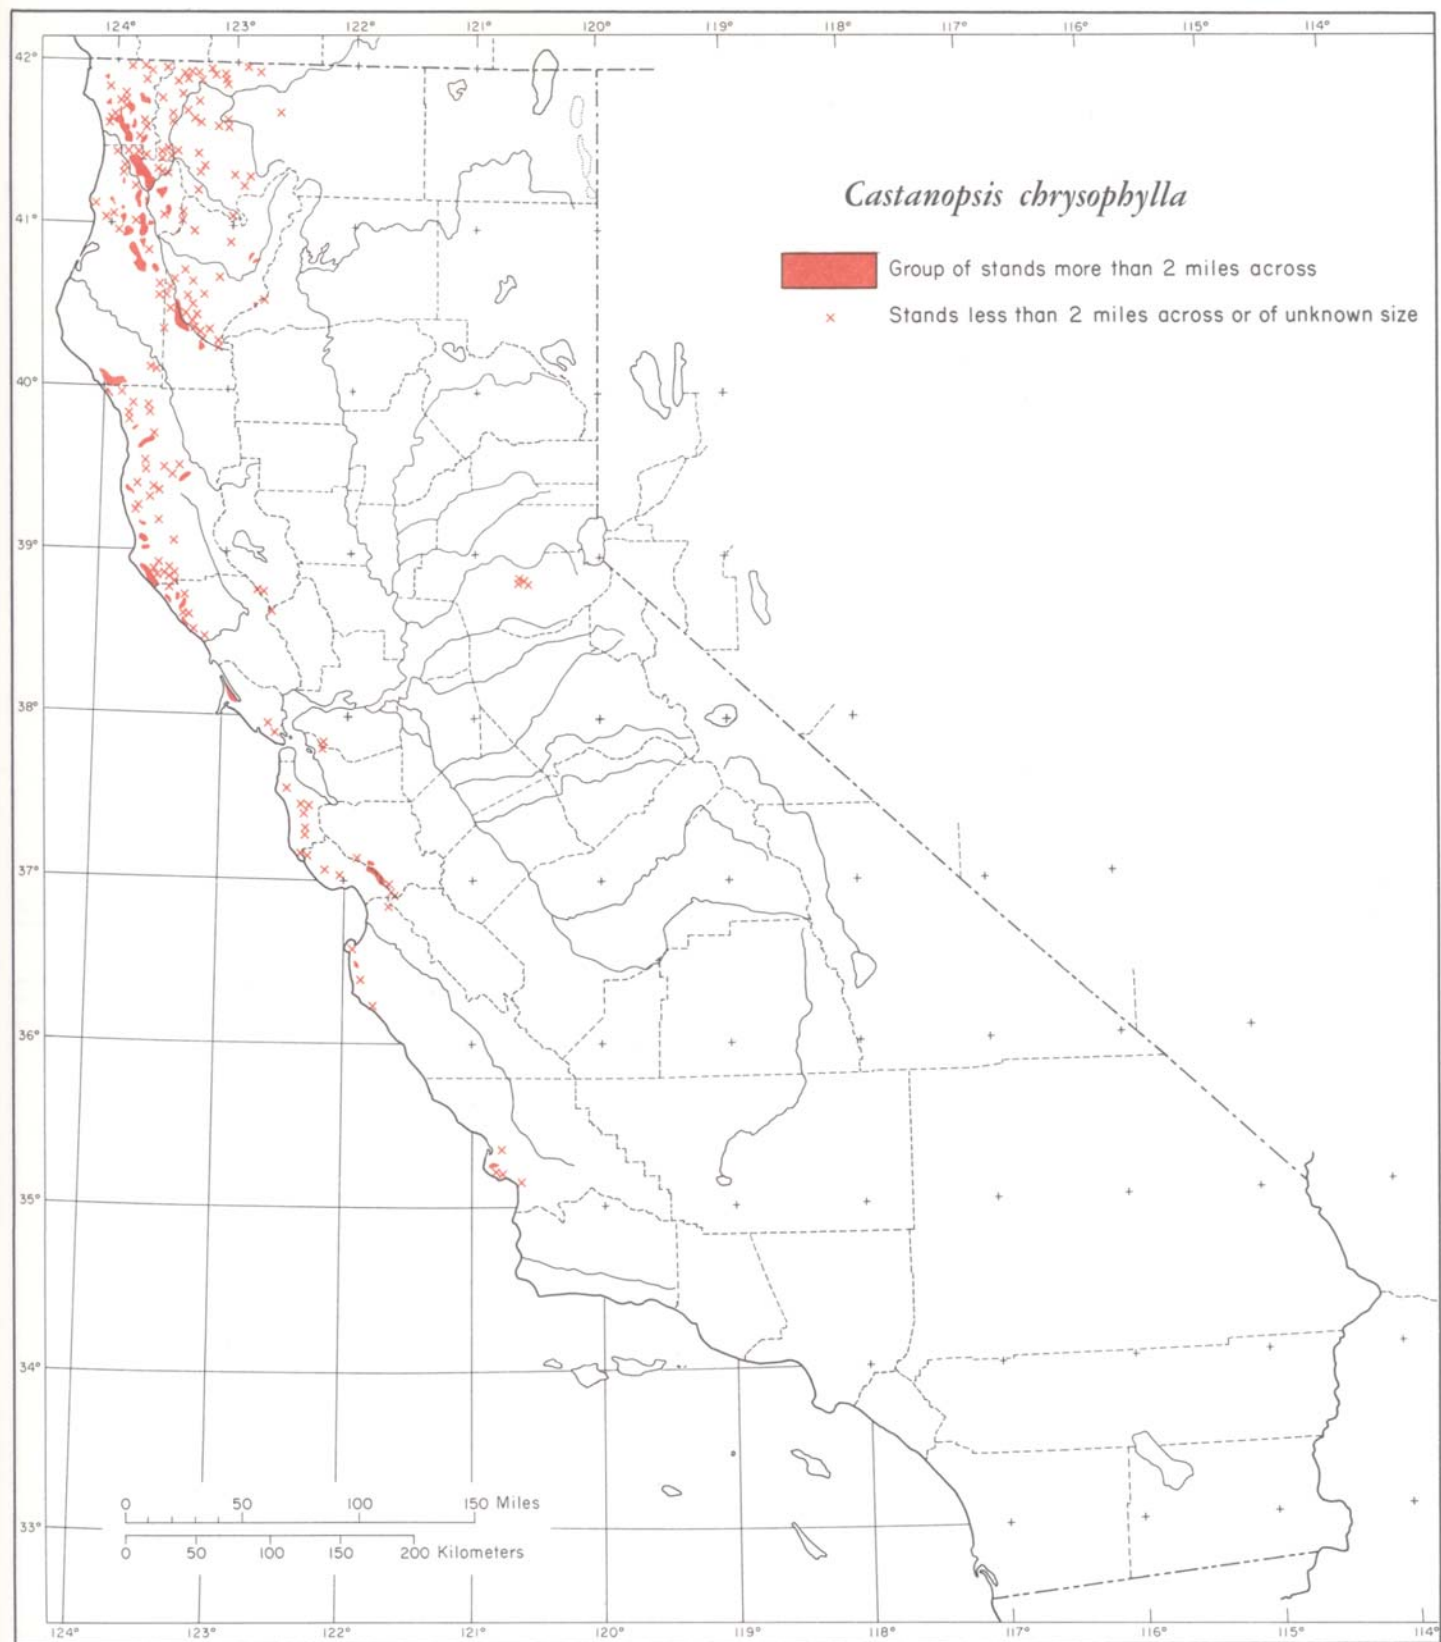 124° 123° 122° 121° 120° 119° 118° 117° 116° 115° 114°
42°
Castanopsis chrysophylla
41°
Group of stands more than 2 miles across
Stands less than 2 miles across or of unknown size
40°
39°
38°
37°
36°
35°
34°
0 50 100 150 Miles
33°
0 50 100 150 200 Kilometers
124° 123° 122° 121° 120° 119° 118° 117° 116° 115° 114°